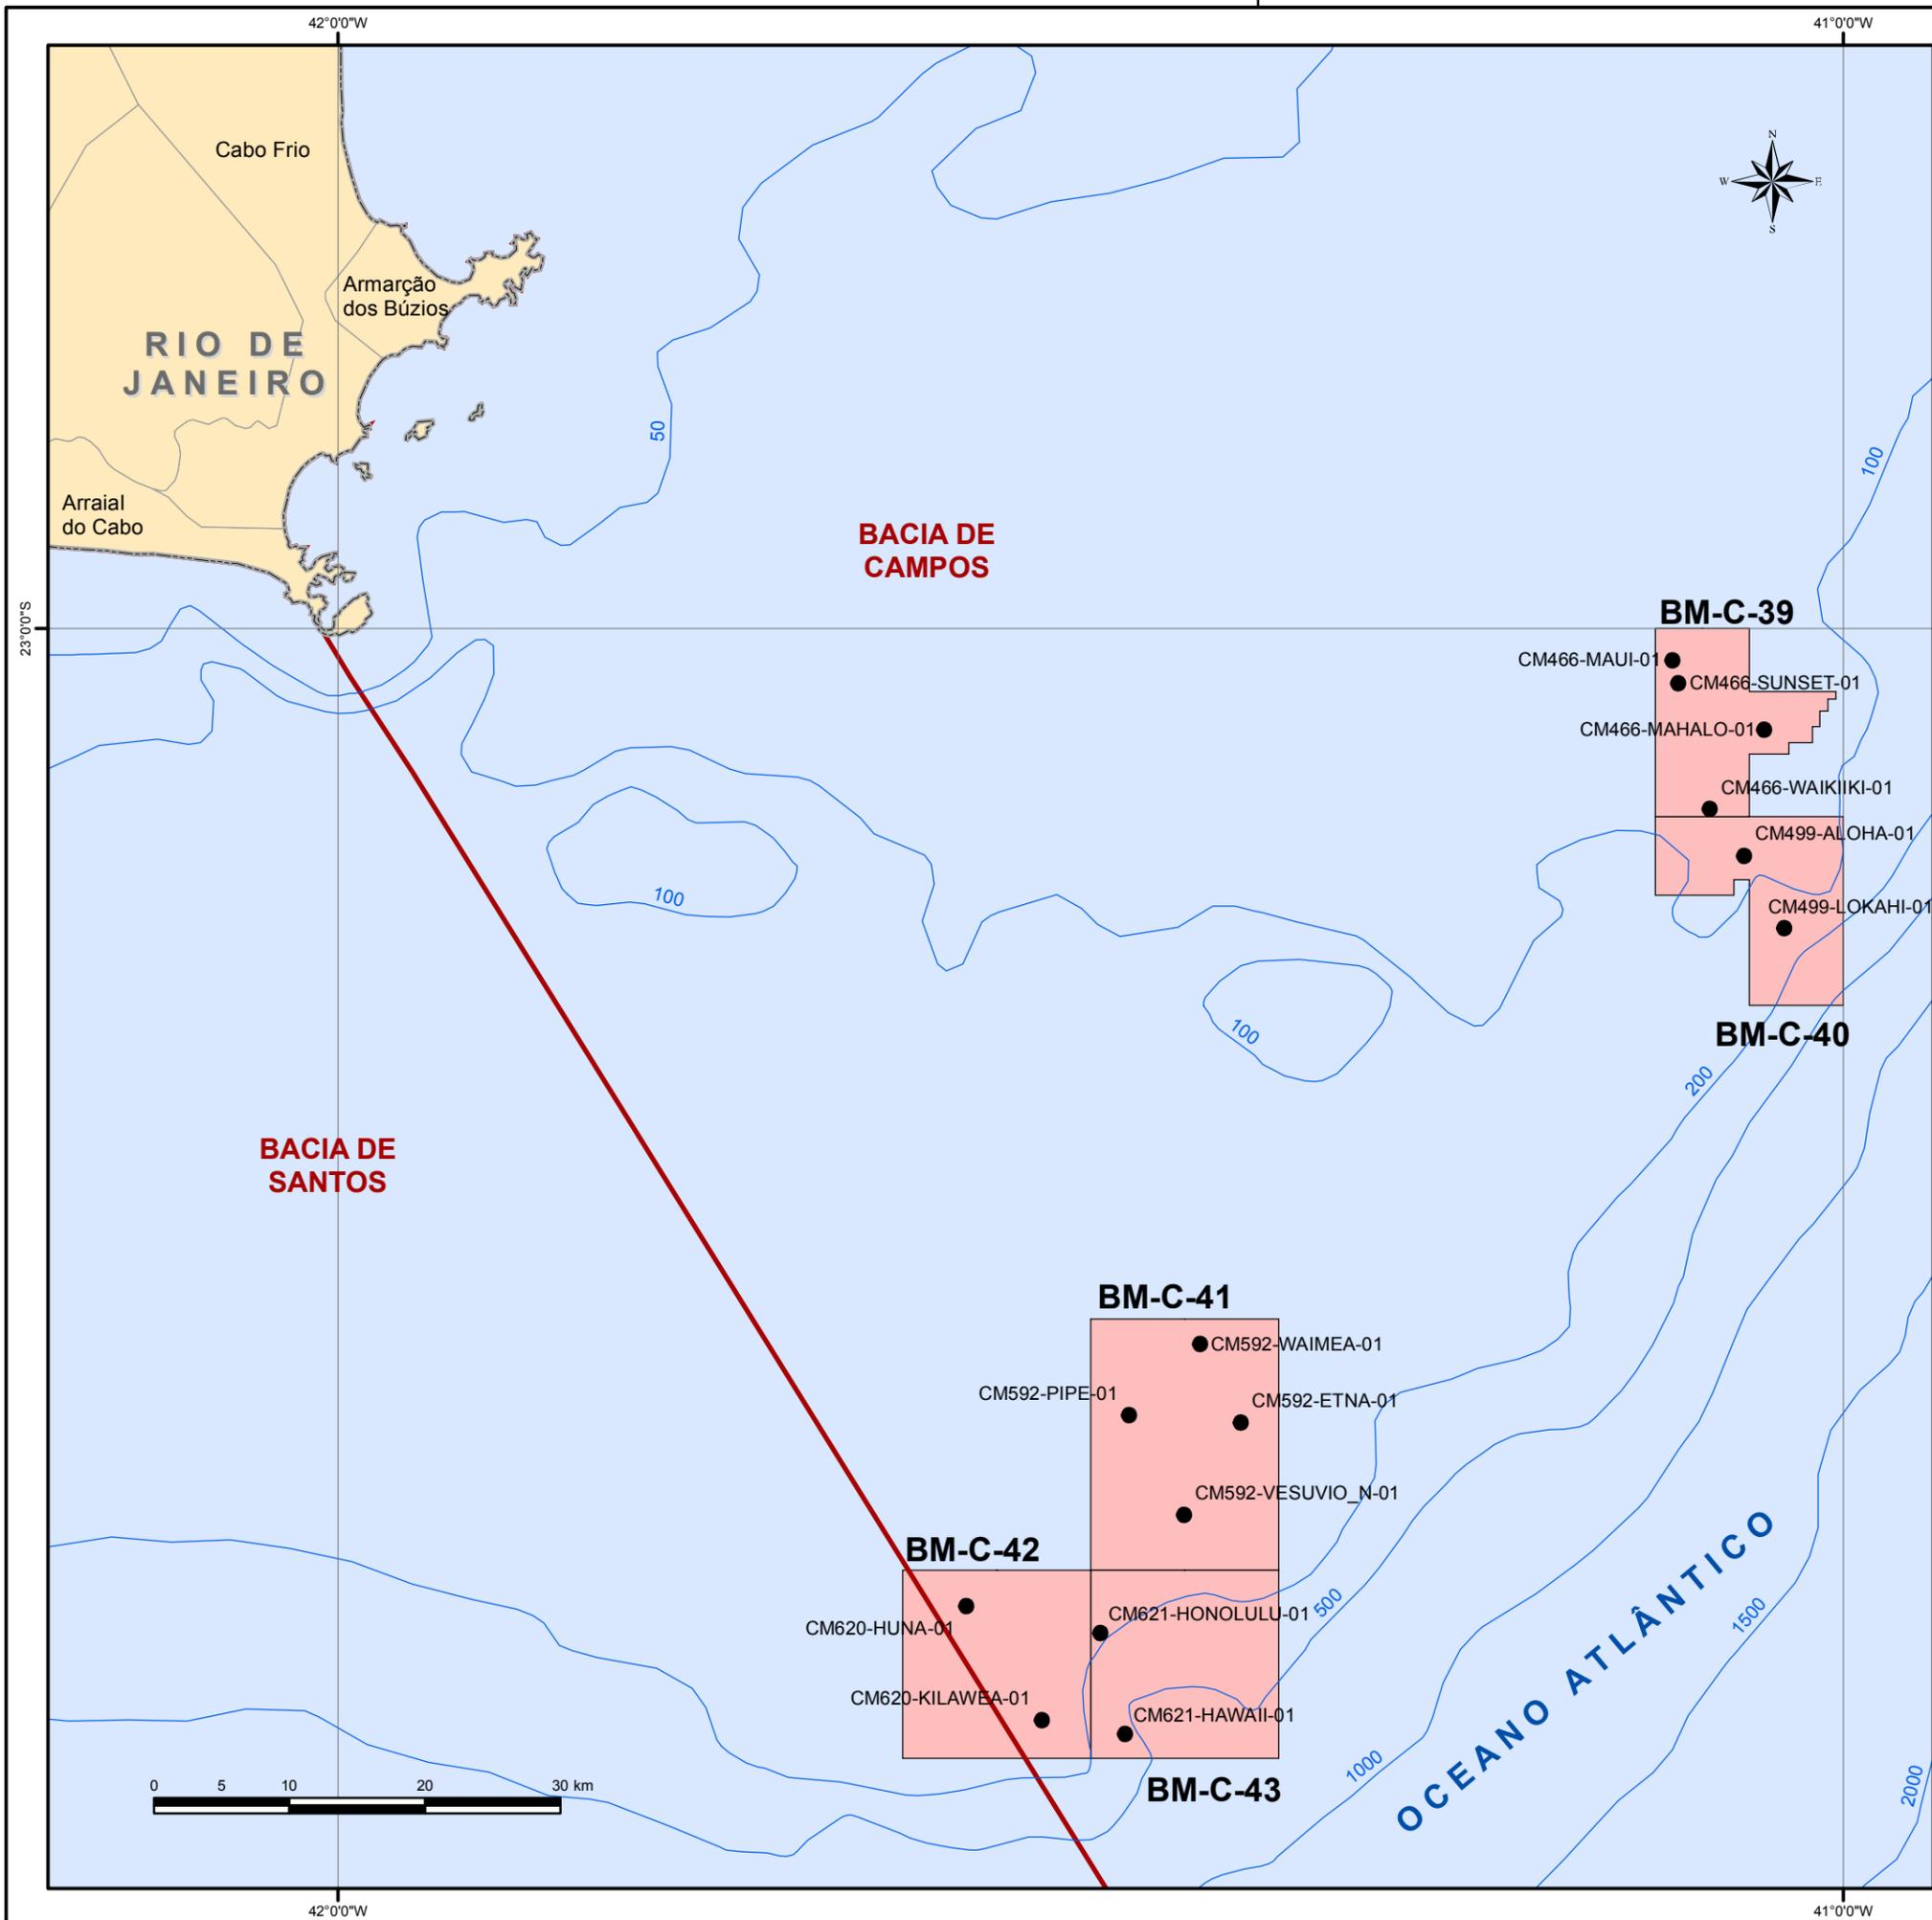 42°0'0"W
41°0'0"W
Cabo Frio
N
W
E
S
Armarção
dos Búzios
RIO DE
JANEIRO
50
100
Arraial
do Cabo
BACIA DE
CAMPOS
23°0'0"S
BM-C-39
CM466-MAUI-01
CM466-SUNSET-01
CM466-MAHALO-01
CM466-WAIKIIKI-01
CM499-ALOHA-01
100
CM499-LOKAHI-01
100
BM-C-40
200
BACIA DE
SANTOS
BM-C-41
CM592-WAIMEA-01
CM592-PIPE-01
CM592-ETNA-01
CM592-VESUVIO_N-01
BM-C-42
CM621-HONOLULU-01
500
CM620-HUNA-01
1500
OCEANO ATLÂNTICO
CM620-KILAWEA-01
CM621-HAWAII-01
1000
2000
BM-C-43
0 5 10 20 30 km
42°0'0"W
41°0'0"W